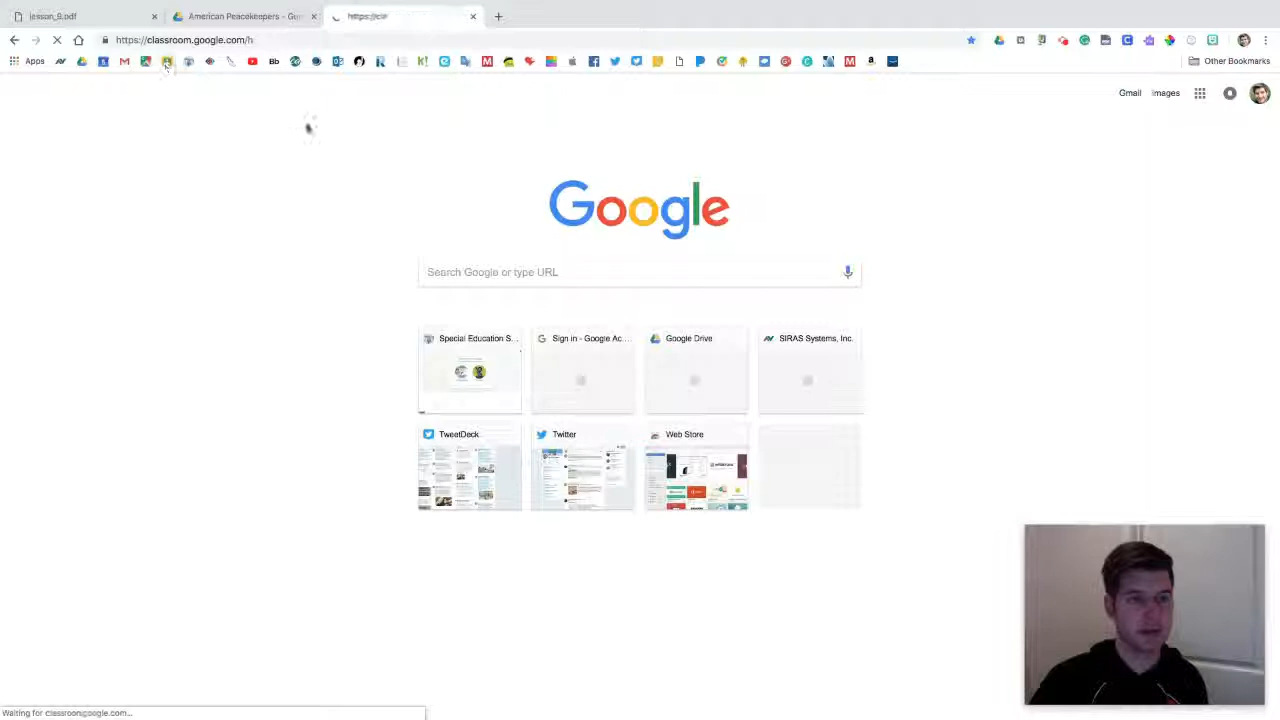 lesson_9.pdf
American Peacekeepers - Go
https://cla
https://classroom.google.com/h
Apps
Bb
Other Bookmarks
Gmail
Images
Google
Search Google or type URL
Special Education S...
Sign in - Google Ac...
Google Drive
SIRAS Systems, Inc.
TweetDeck
Twitter
Web Store
Waiting for classroom.google.com...